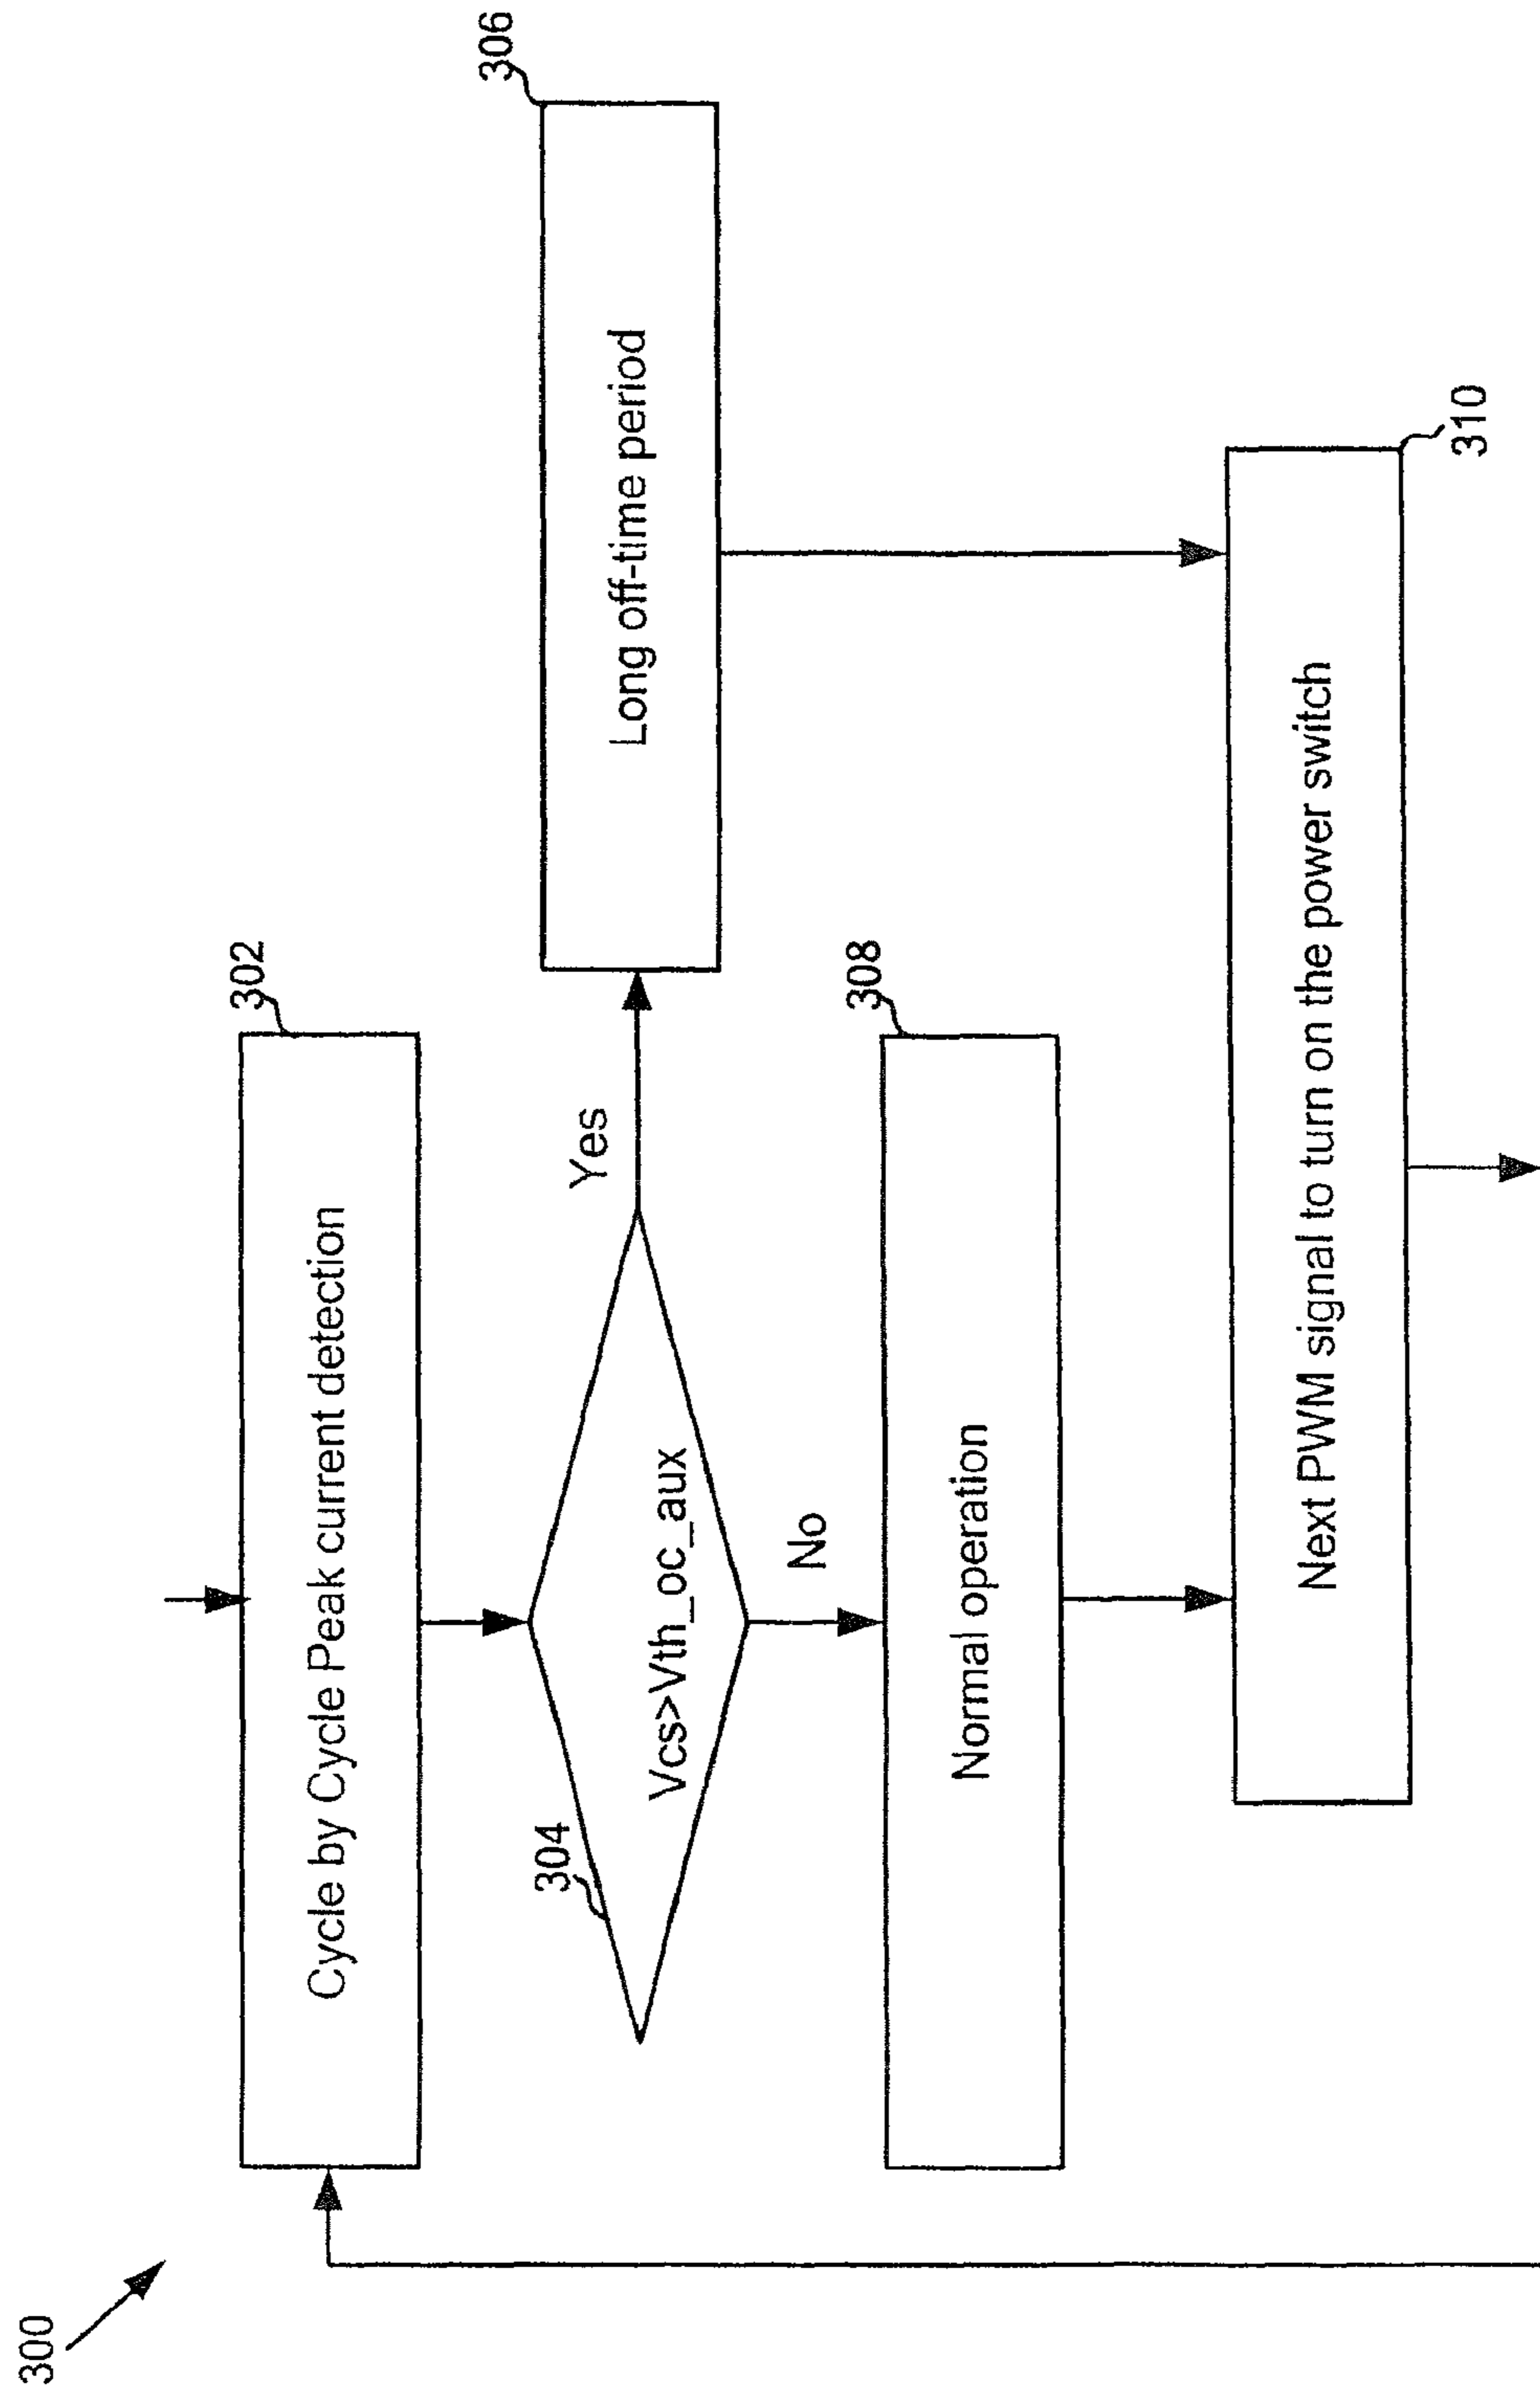 300
302
Cycle by Cycle Peak current detection
304
Vcs>Vth_oc_aux
Yes
306
Long off-time period
No
308
Normal operation
Next PWM signal to turn on the power switch
310